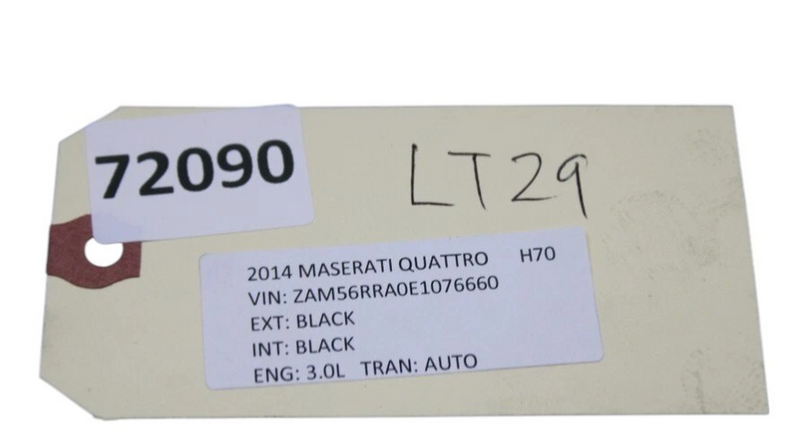 72090
LT29
2014 MASERATI QUATTRO H70
VIN: ZAM56RRA0E1076660
EXT: BLACK
INT: BLACK
ENG: 3.0L TRAN: AUTO